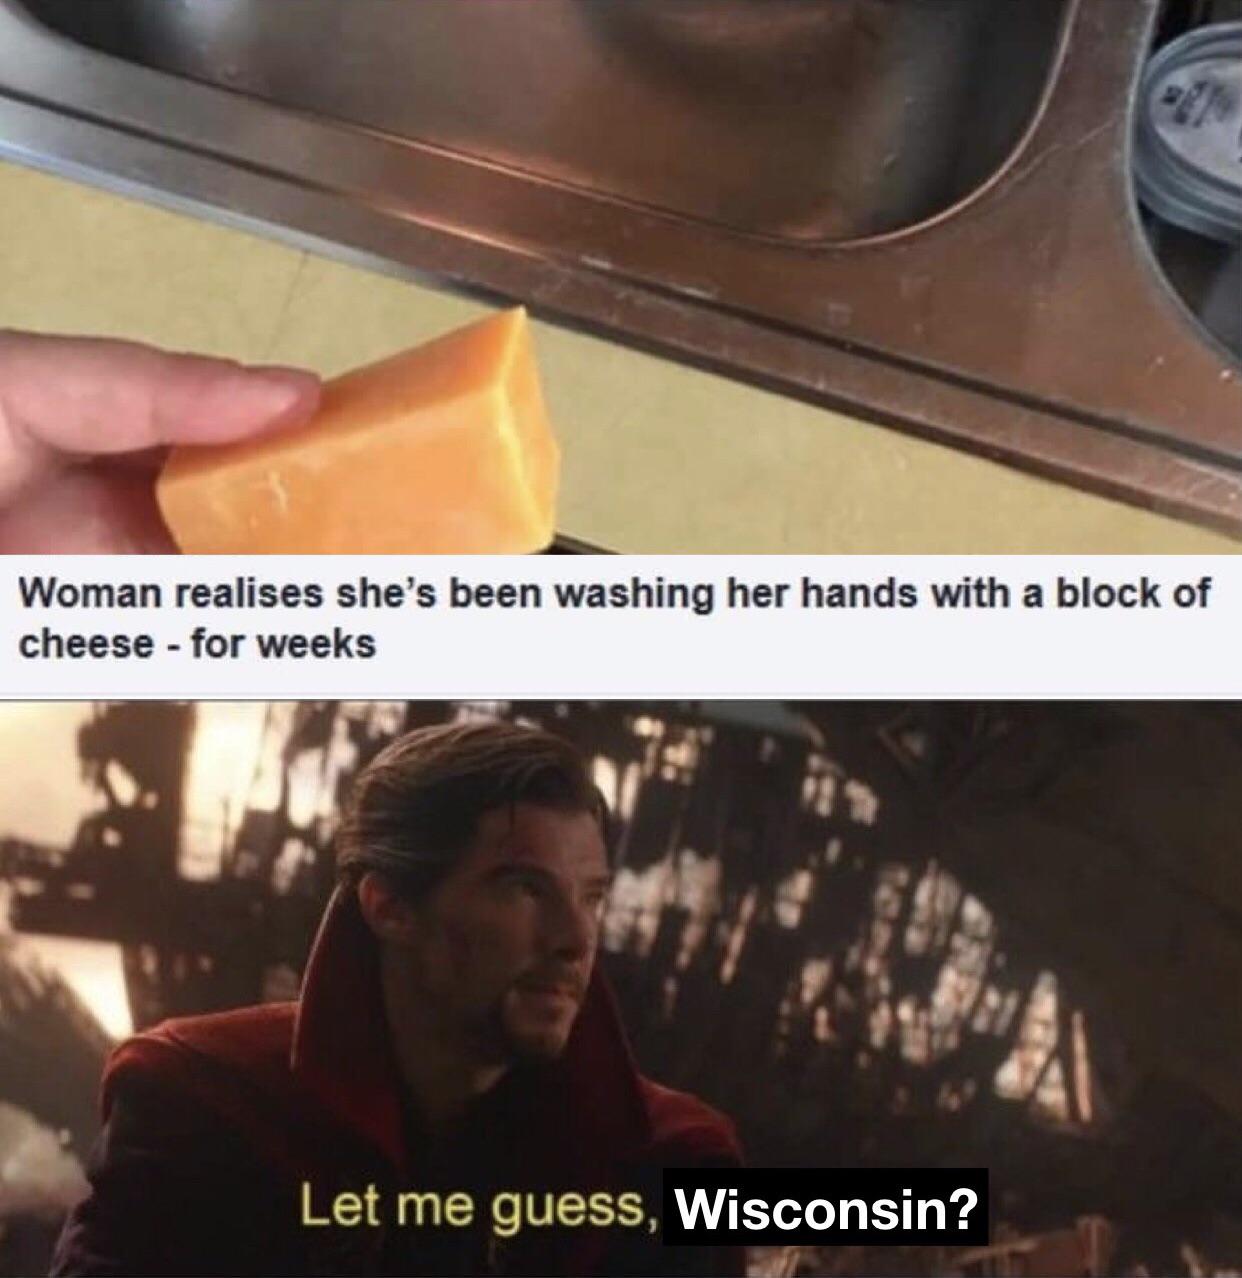 Woman realises she's been washing her hands with a block of
cheese - for weeks
Let me guess, Wisconsin?